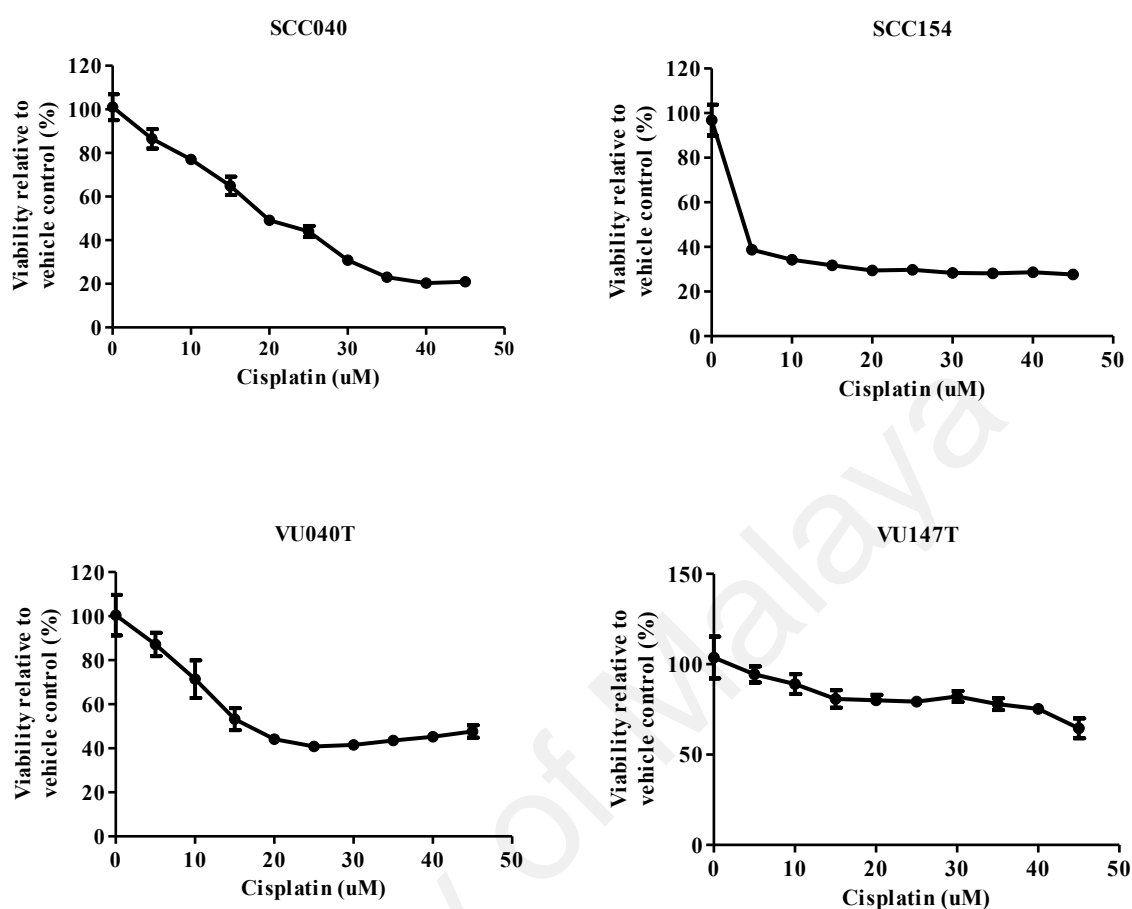 SCC040
120
100
80
60
40
20
0
Viability relative to
vehicle control (%)
0 10 20 30 40 50
Cisplatin (uM)
SCC154
120
100
80
60
40
20
0
Viability relative to
vehicle control (%)
0 10 20 30 40 50
Cisplatin (uM)
VU040T
120
100
80
60
40
20
0
Viability relative to
vehicle control (%)
0 10 20 30 40 50
Cisplatin (uM)
VU147T
150
100
50
0
Viability relative to
vehicle control (%)
0 10 20 30 40 50
Cisplatin (uM)
y of Malaya